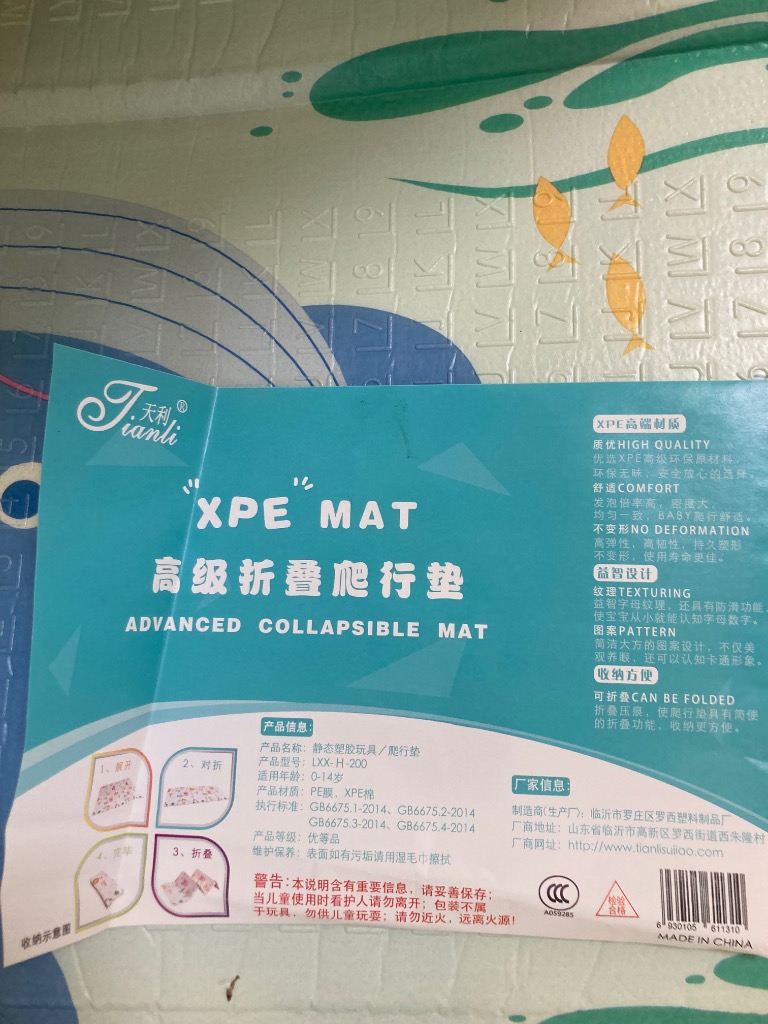 天利®
Tianli
"XPE" MAT
高级折叠爬行垫
ADVANCED COLLAPSIBLE MAT
XPE高端材质
质优HIGH QUALITY
优选XPE高级环保原材料，
环保无味，安全放心的选择。
舒适COMFORT
发泡倍率高，密度大，
均匀一致，BABY爬行舒适。
不变形NO DEFORMATION
高弹性，高韧性，持久塑形
不变形，使用寿命更佳。
益智设计
纹理TEXTURING
益智字母纹理，还具有防滑功能，
使宝宝从小就能认知字母数字。
图案PATTERN
简洁大方的图案设计，不仅美
观养眼，还可以认知卡通形象。
收纳方便
可折叠CAN BE FOLDED
折叠压痕，使爬行垫具有简便
的折叠功能，收纳更方便。
1、展开
2、对折
4、完毕
3、折叠
收纳示意图
产品信息：
产品名称：静态塑胶玩具／爬行垫
产品型号：LXX-H-200
适用年龄：0-14岁
产品材质：PE膜，XPE棉
执行标准：GB6675.1-2014、GB6675.2-2014
GB6675.3-2014、GB6675.4-2014
产品等级：优等品
维护保养：表面如有污垢请用湿毛巾擦拭
警告：本说明含有重要信息，请妥善保存；
当儿童使用时看护人请勿离开；包装不属
于玩具，勿供儿童玩耍；请勿近火，远离火源！
厂家信息：
制造商(生产厂)：临沂市罗庄区罗西塑料制品厂
厂商地址：山东省临沂市高新区罗西街道西朱隆村
厂商网址：http://www.tianlisujiao.com
CCC
A059285
检验
合格
6 930105 611310
MADE IN CHINA